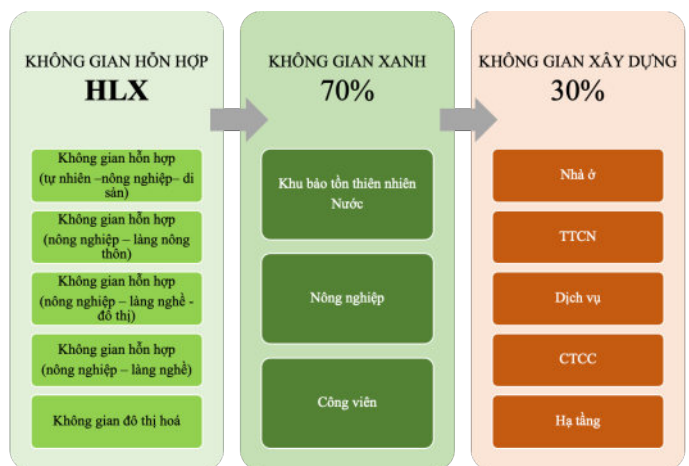 KHÔNG GIAN HỖN HỢP
HLX
Không gian hỗn hợp
(tự nhiên –nông nghiệp– di
sản)
Không gian hỗn hợp
(nông nghiệp – làng nông
thôn)
Không gian hỗn hợp
(nông nghiệp – làng nghề -
đô thị)
Không gian hỗn hợp
(nông nghiệp – làng nghề)
Không gian đô thị hoá
KHÔNG GIAN XANH
70%
Khu bảo tồn thiên nhiên
Nước
Nông nghiệp
Công viên
KHÔNG GIAN XÂY DỰNG
30%
Nhà ở
TTCN
Dịch vụ
CTCC
Hạ tầng